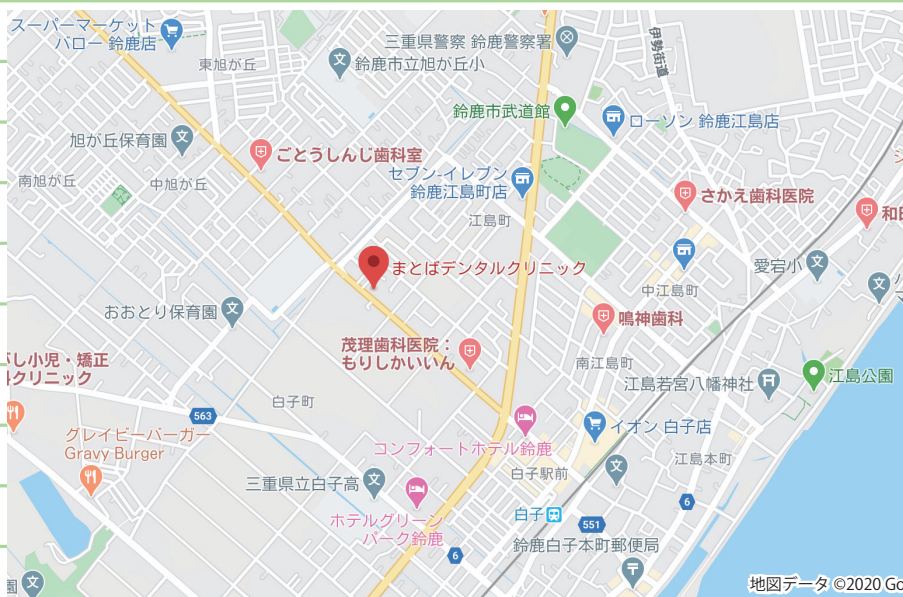 スーパーマーケット
バロー 鈴鹿店
東旭が丘
三重県警察 鈴鹿警察署
鈴鹿市立旭が丘小
伊勢街道
鈴鹿市武道館
ローソン 鈴鹿江島店
旭が丘保育園
ごとうしんじ歯科室
セブン-イレブン
鈴鹿江島町店
南旭が丘
中旭が丘
さかえ歯科医院
江島町
和田
まとばデンタルクリニック
愛宕小
中江島町
おおとり保育園
鳴神歯科
茂理歯科医院:
もりしかいいん
ぶし小児・矯正
科クリニック
南江島町
江島若宮八幡神社
江島公園
白子町
563
グレイビーバーガー
Gravy Burger
コンフォートホテル鈴鹿
イオン 白子店
江島本町
白子駅前
三重県立白子高
ホテルグリーン
パーク鈴鹿
白子
551
6
鈴鹿白子本町郵便局
6
園
地図データ ©2020 Go